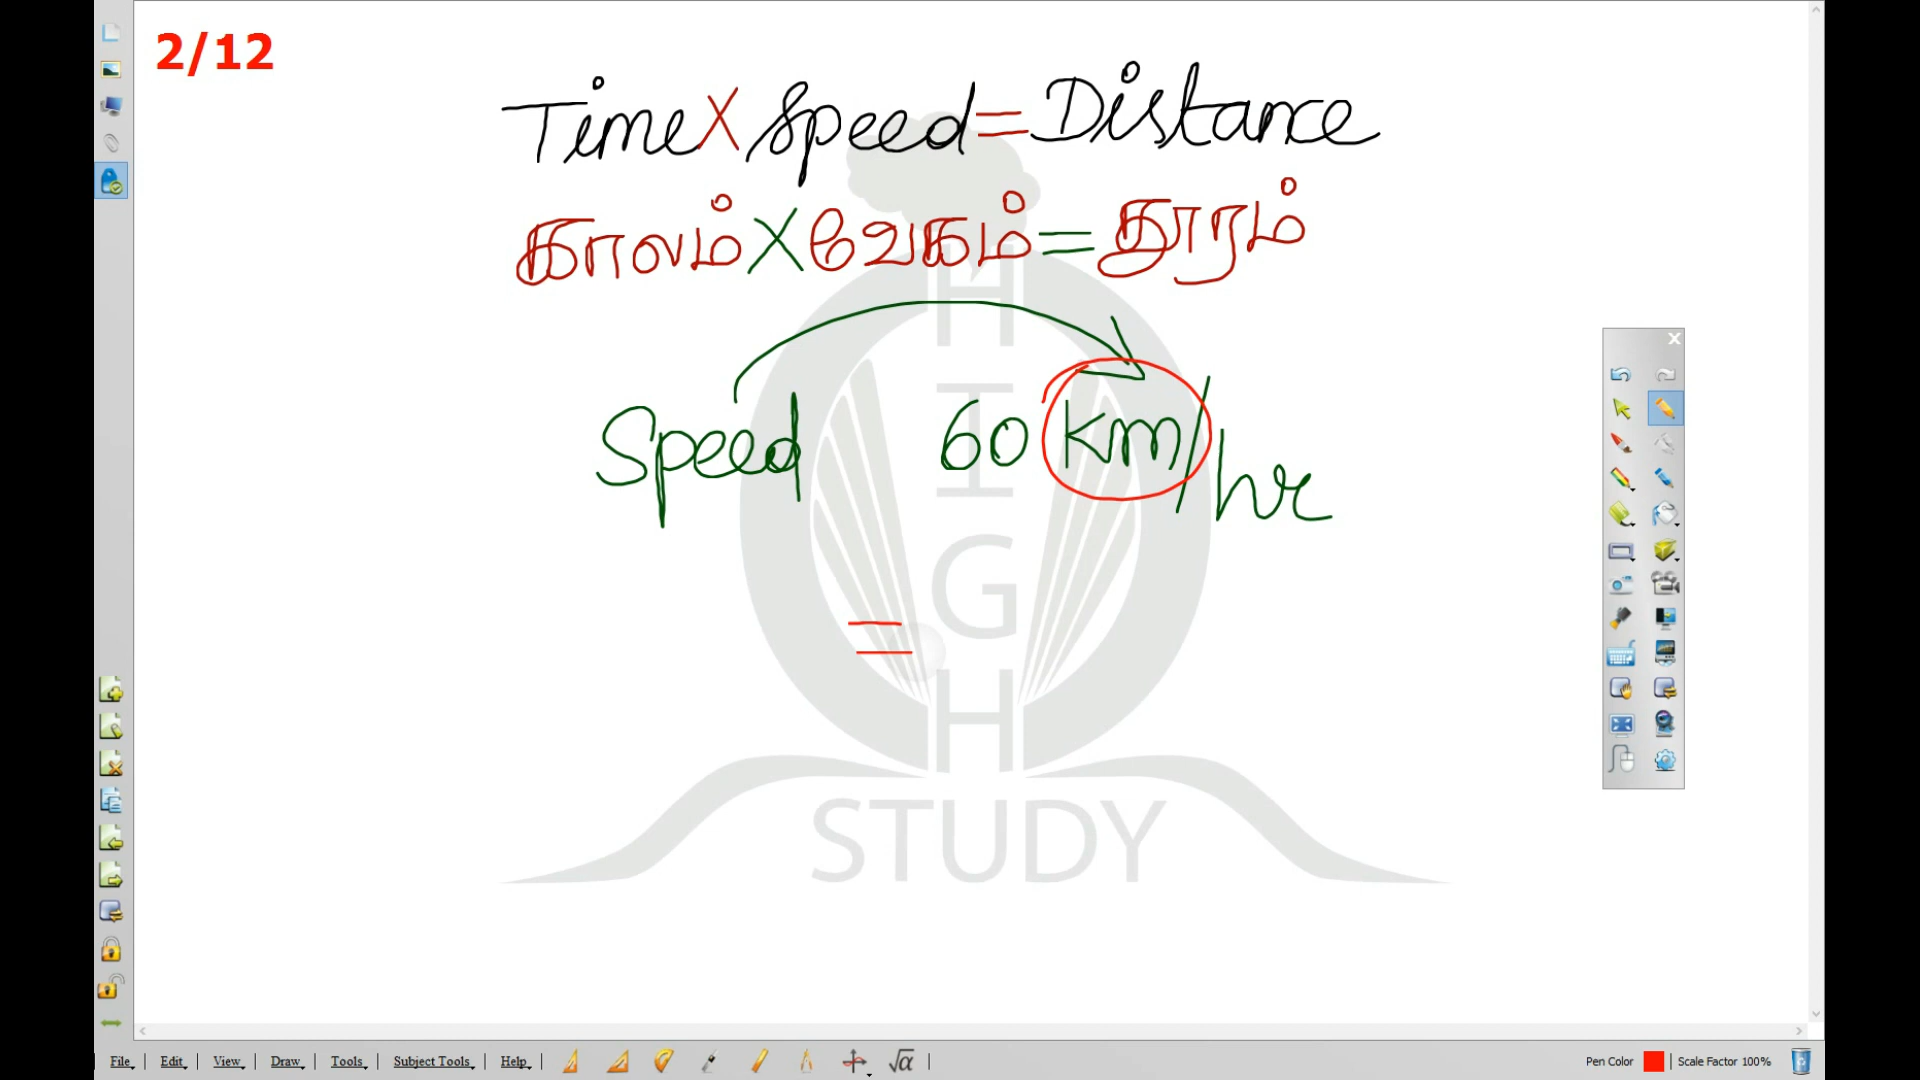 2/12
Time X Speed = Distance
காலம் X வேகம் = தூரம்
Speed 60 Km/hr
=
HIGH
STUDY
File Edit View Draw Tools Subject Tools Help √α Pen Color Scale Factor 100%